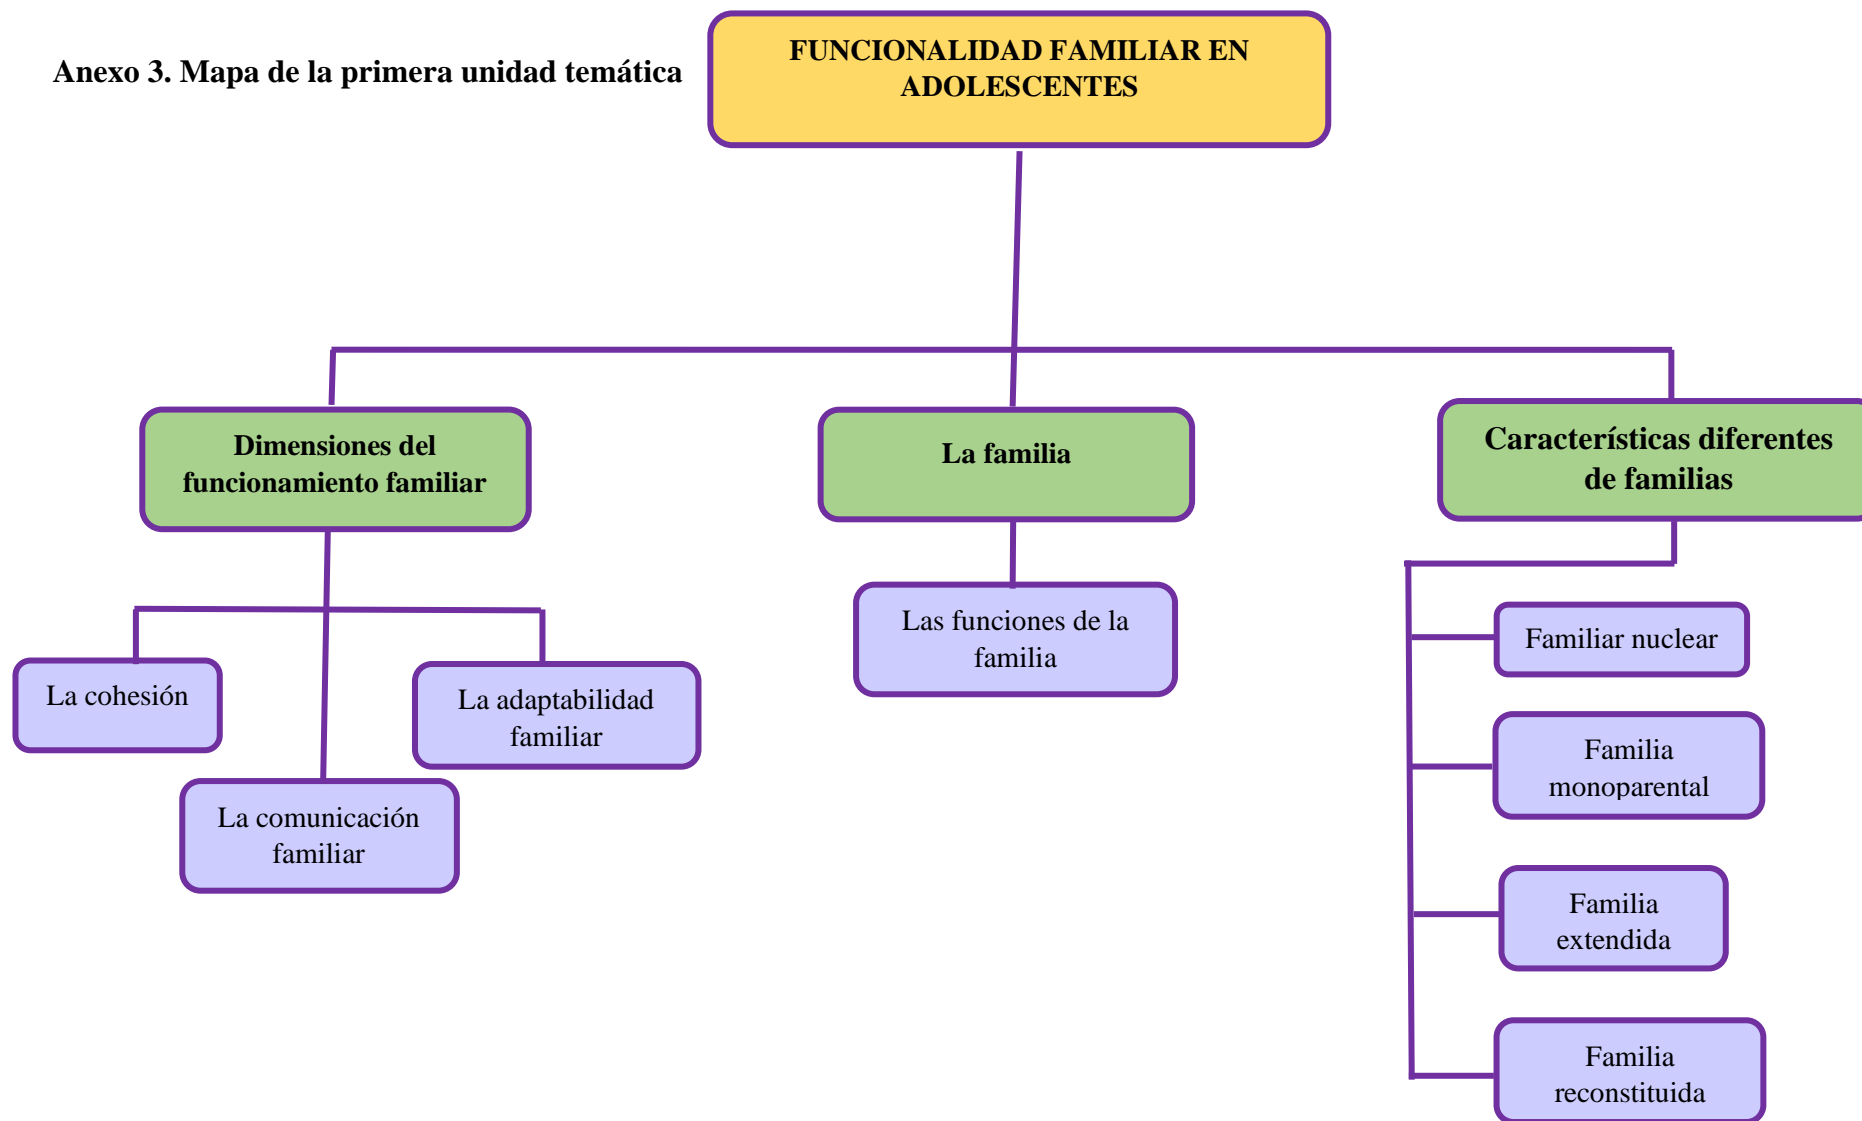 Anexo 3. Mapa de la primera unidad temática
FUNCIONALIDAD FAMILIAR EN
ADOLESCENTES
Dimensiones del
funcionamiento familiar
La familia
Características diferentes
de familias
La cohesión
La comunicación
familiar
La adaptabilidad
familiar
Las funciones de la
familia
Familiar nuclear
Familia
monoparental
Familia
extendida
Familia
reconstituida